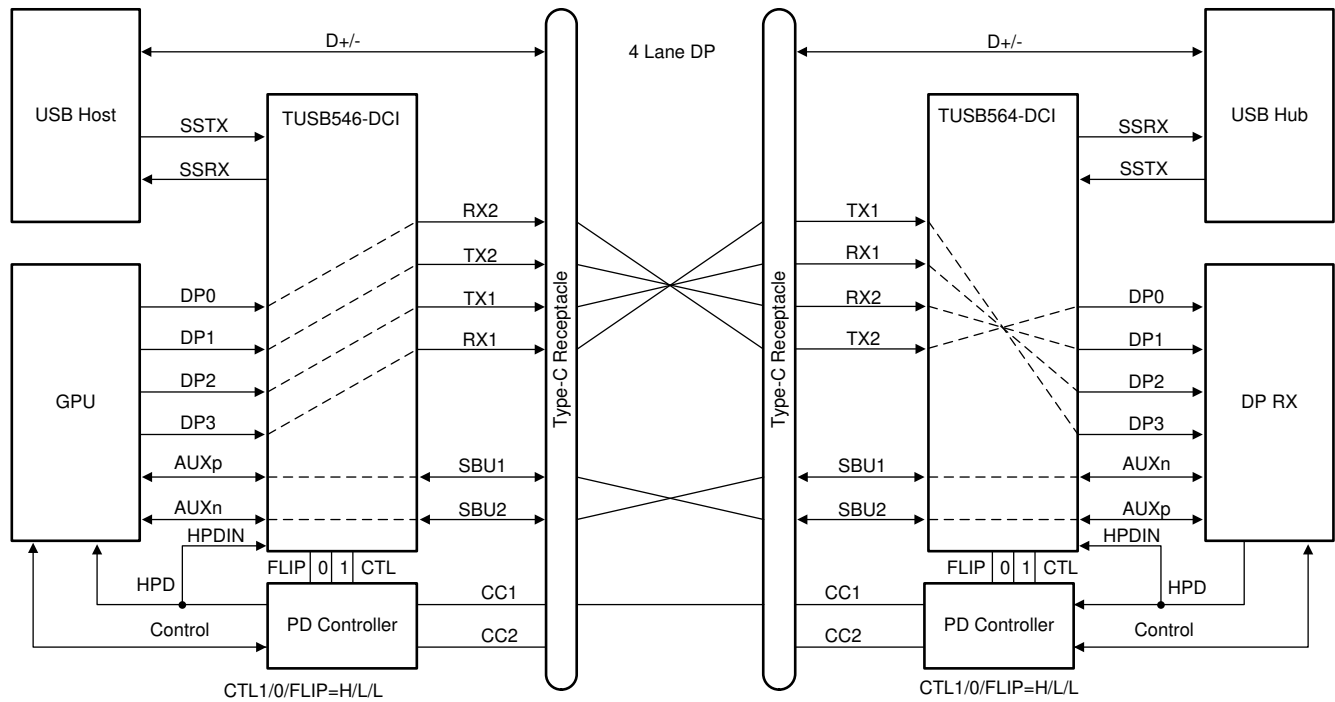 D+/-
4 Lane DP
D+/-
USB Host
TUSB546-DCI
TUSB564-DCI
USB Hub
SSTX
SSRX
SSRX
SSTX
RX2
TX2
TX1
RX1
TX1
RX1
RX2
TX2
Type-C Receptacle
Type-C Receptacle
GPU
DP0
DP1
DP2
DP3
AUXp
AUXn
HPDIN
SBU1
SBU2
SBU1
SBU2
DP0
DP1
DP2
DP3
AUXn
AUXp
HPDIN
DP RX
FLIP 0 1 CTL
FLIP 0 1 CTL
HPD
HPD
Control
Control
PD Controller
PD Controller
CC1
CC2
CC1
CC2
CTL1/0/FLIP=H/L/L
CTL1/0/FLIP=H/L/L